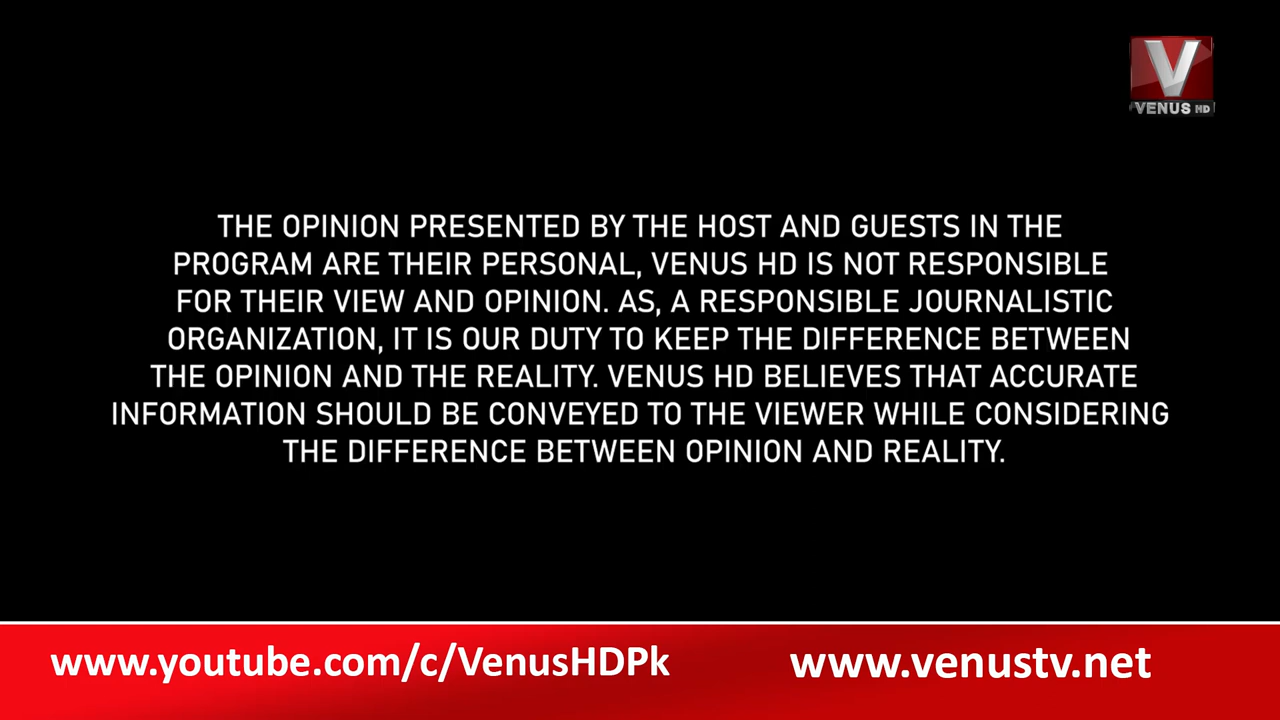 V
VENUS HD
THE OPINION PRESENTED BY THE HOST AND GUESTS IN THE
PROGRAM ARE THEIR PERSONAL, VENUS HD IS NOT RESPONSIBLE
FOR THEIR VIEW AND OPINION. AS, A RESPONSIBLE JOURNALISTIC
ORGANIZATION, IT IS OUR DUTY TO KEEP THE DIFFERENCE BETWEEN
THE OPINION AND THE REALITY. VENUS HD BELIEVES THAT ACCURATE
INFORMATION SHOULD BE CONVEYED TO THE VIEWER WHILE CONSIDERING
THE DIFFERENCE BETWEEN OPINION AND REALITY.
www.youtube.com/c/VenusHDPk
www.venustv.net